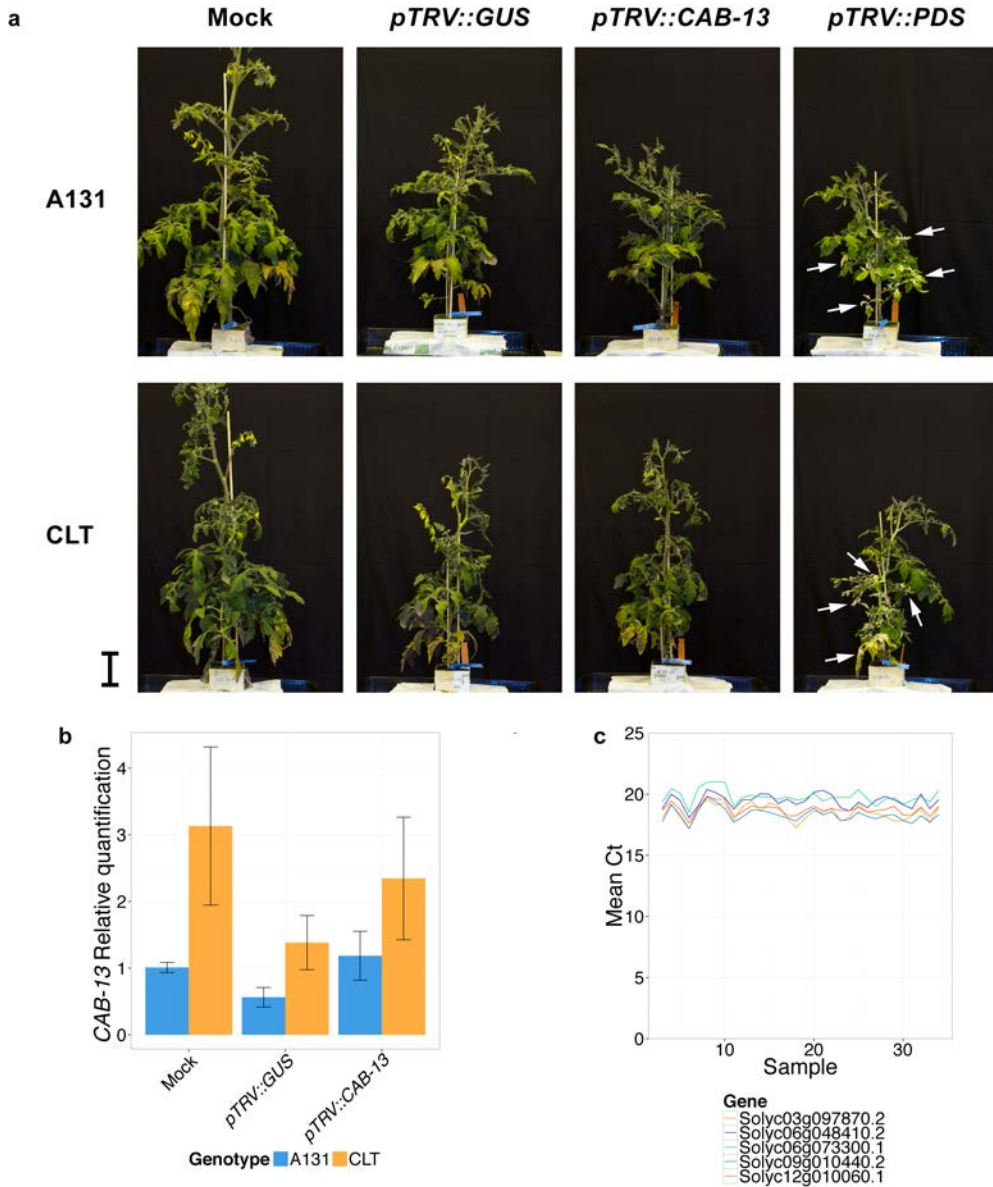 a
Mock
pTRV::GUS
pTRV::CAB-13
pTRV::PDS
A131
CLT
b
CAB-13 Relative quantification
4
3
2
1
0
Mock
pTRV::GUS
pTRV::CAB-13
Genotype A131 CLT
c
Mean Ct
25
20
15
10
5
0
10 20 30
Sample
Gene
Solyc03g097870.2
Solyc06g048410.2
Solyc06g073300.1
Solyc09g010440.2
Solyc12g010060.1